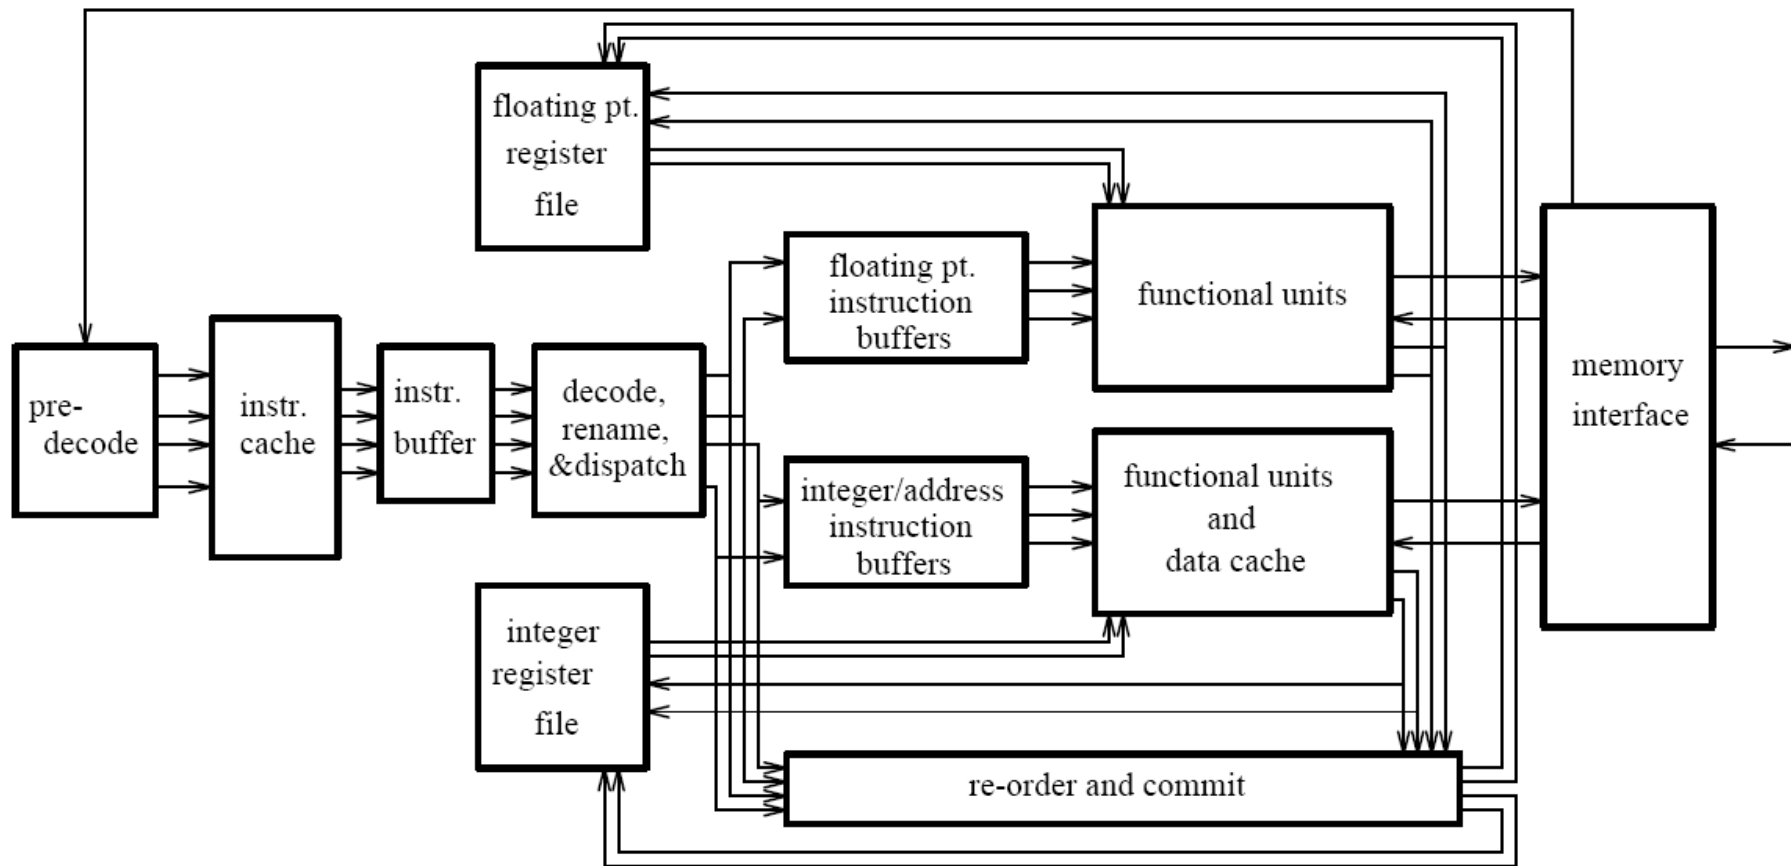 floating pt.
register
file
floating pt.
instruction
buffers
functional units
pre-
decode
instr.
cache
instr.
buffer
decode,
rename,
&dispatch
memory
interface
integer/address
instruction
buffers
functional units
and
data cache
integer
register
file
re-order and commit